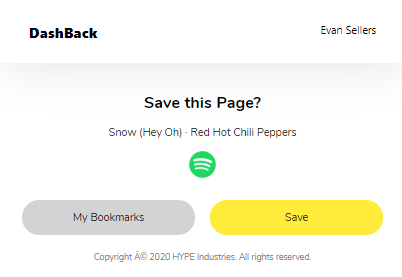 DashBack
Evan Sellers
Save this Page?
Snow (Hey Oh) · Red Hot Chili Peppers
My Bookmarks
Save
Copyright Â© 2020 HYPE Industries. All rights reserved.